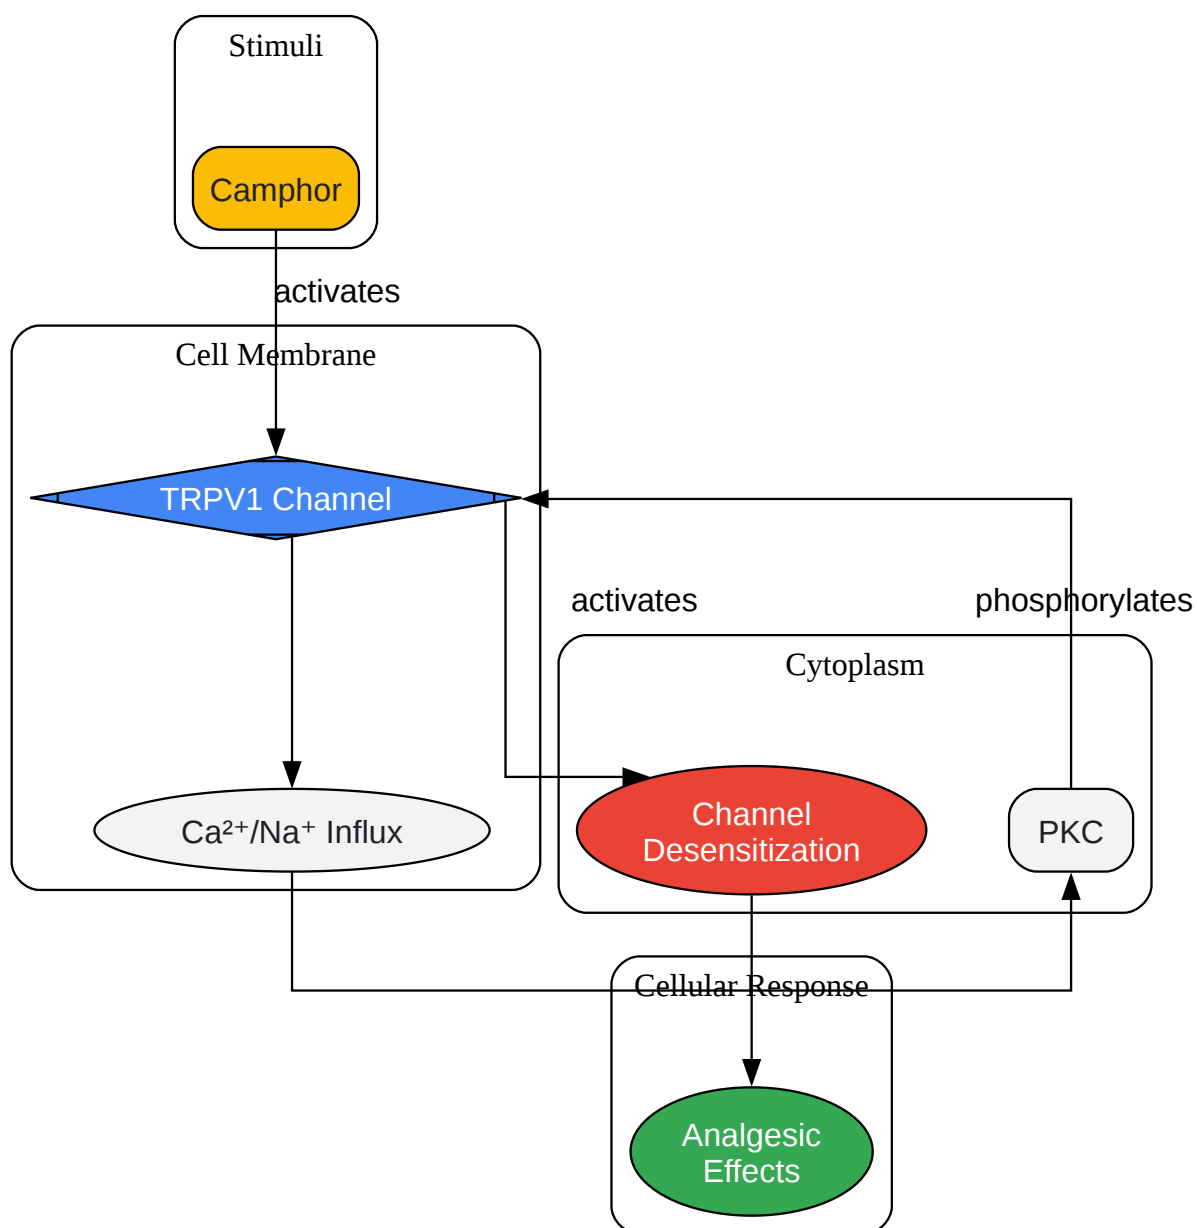 Stimuli
Camphor
activates
Cell Membrane
TRPV1 Channel
activates
phosphorylates
Cytoplasm
Channel
Desensitization
Ca²⁺/Na⁺ Influx
PKC
Cellular Response
Analgesic
Effects